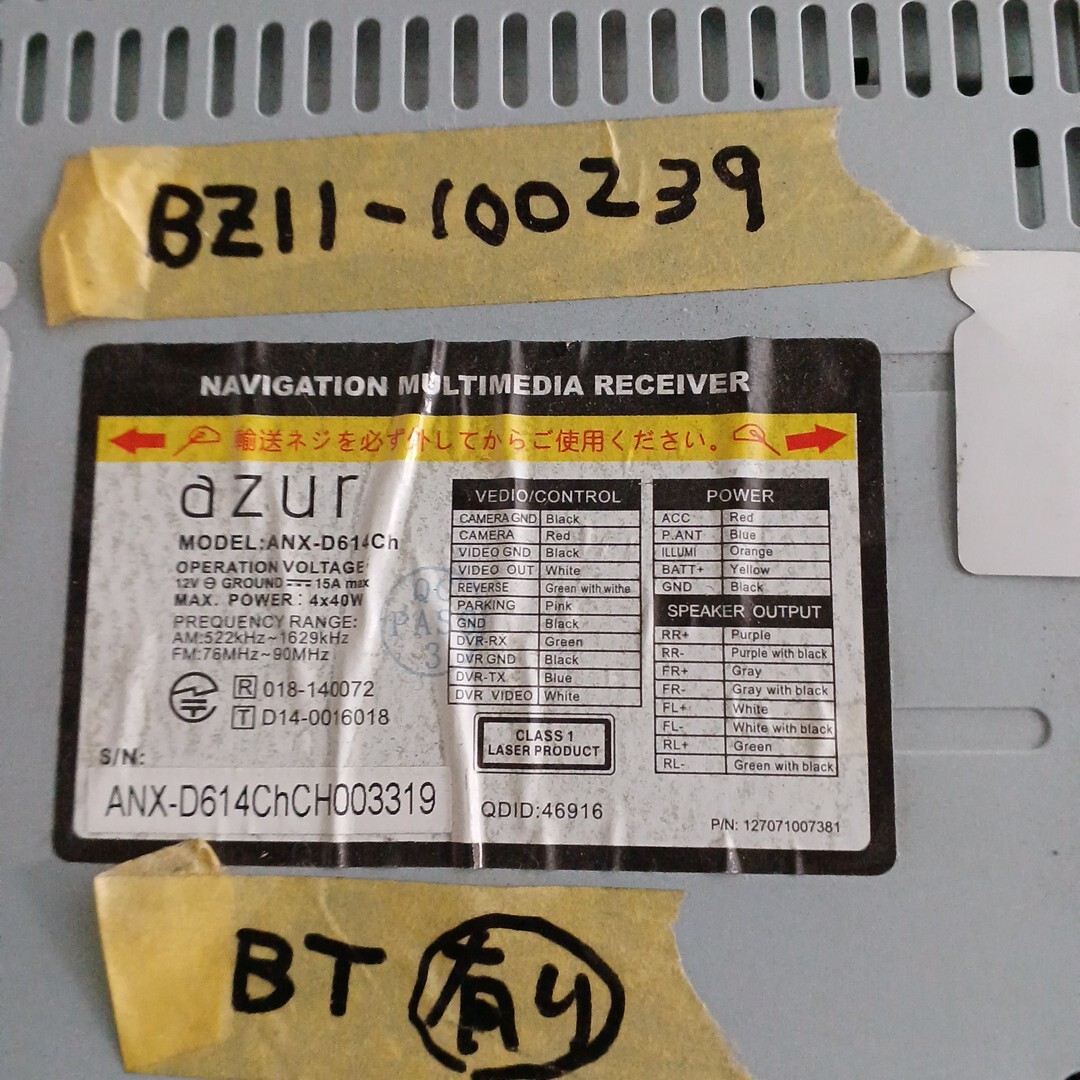 BZ11-100239
NAVIGATION MULTIMEDIA RECEIVER
輸送ネジを必ず外してからご使用ください。
azur
MODEL:ANX-D614Ch
OPERATION VOLTAGE:
12V ⊖ GROUND 15A max
MAX. POWER: 4x40W
PREQUENCY RANGE:
AM:522kHz~1629kHz
FM:76MHz~90MHz
R 018-140072
T D14-0016018
S/N:
ANX-D614ChCH003319
QC
PASS
3
VEDIO/CONTROL
CAMERA GND Black
CAMERA Red
VIDEO GND Black
VIDEO OUT White
REVERSE Green with withe
PARKING Pink
GND Black
DVR-RX Green
DVR GND Black
DVR-TX Blue
DVR VIDEO White
CLASS 1
LASER PRODUCT
QDID:46916
POWER
ACC Red
P.ANT Blue
ILLUMI Orange
BATT+ Yellow
GND Black
SPEAKER OUTPUT
RR+ Purple
RR- Purple with black
FR+ Gray
FR- Gray with black
FL+ White
FL- White with black
RL+ Green
RL- Green with black
P/N: 127071007381
BT 有り